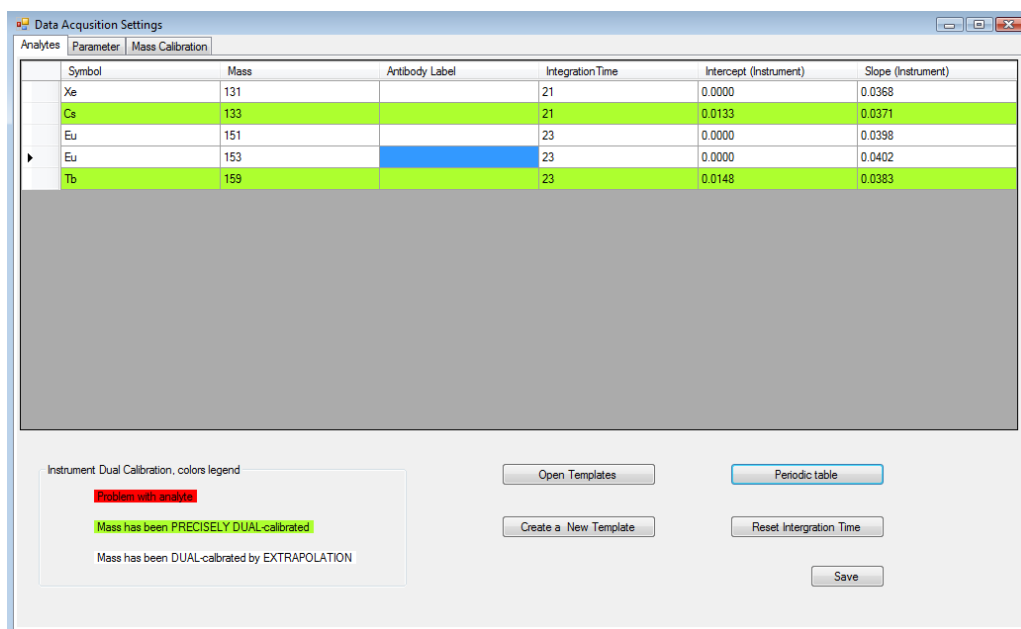 Data Acqusition Settings
Analytes Parameter Mass Calibration
Symbol Mass Antibody Label IntegrationTime Intercept (Instrument) Slope (Instrument)
Xe 131 21 0.0000 0.0368
Cs 133 21 0.0133 0.0371
Eu 151 23 0.0000 0.0398
Eu 153 23 0.0000 0.0402
Tb 159 23 0.0148 0.0383
Instrument Dual Calibration, colors legend
Problem with analyte
Mass has been PRECISELY DUAL-calibrated
Mass has been DUAL-calbrated by EXTRAPOLATION
Open Templates Periodic table
Create a New Template Reset Intergration Time
Save